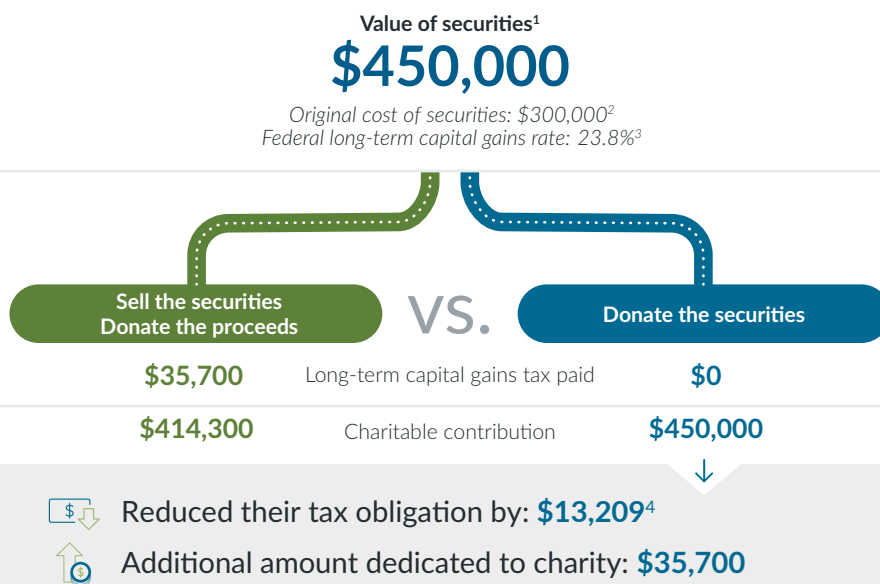 Value of securities¹
$450,000
Original cost of securities: $300,000²
Federal long-term capital gains rate: 23.8%³
Sell the securities
Donate the proceeds
vs.
Donate the securities
$35,700 Long-term capital gains tax paid $0
$414,300 Charitable contribution $450,000
$
Reduced their tax obligation by: $13,209⁴
$
Additional amount dedicated to charity: $35,700